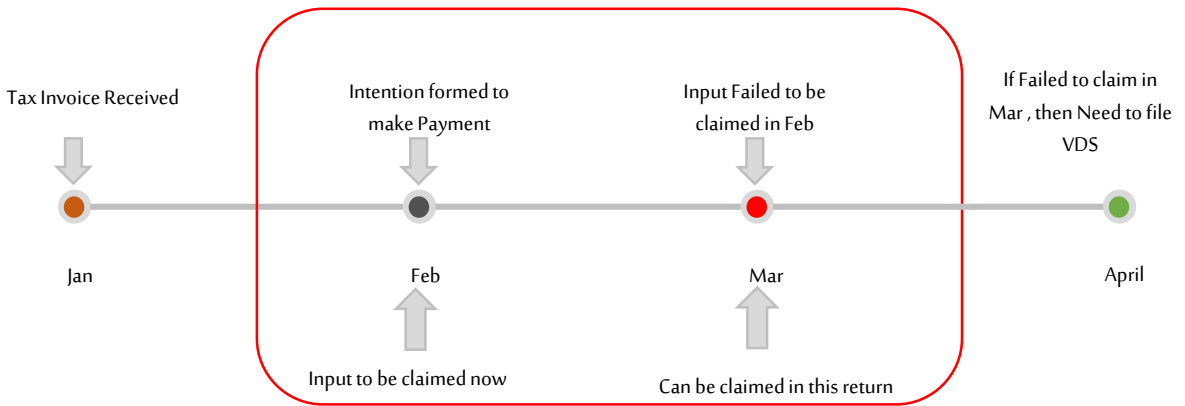 Tax Invoice Received
Intention formed to
make Payment
Input Failed to be
claimed in Feb
If Failed to claim in
Mar , then Need to file
VDS
Jan
Feb
Mar
April
Input to be claimed now
Can be claimed in this return